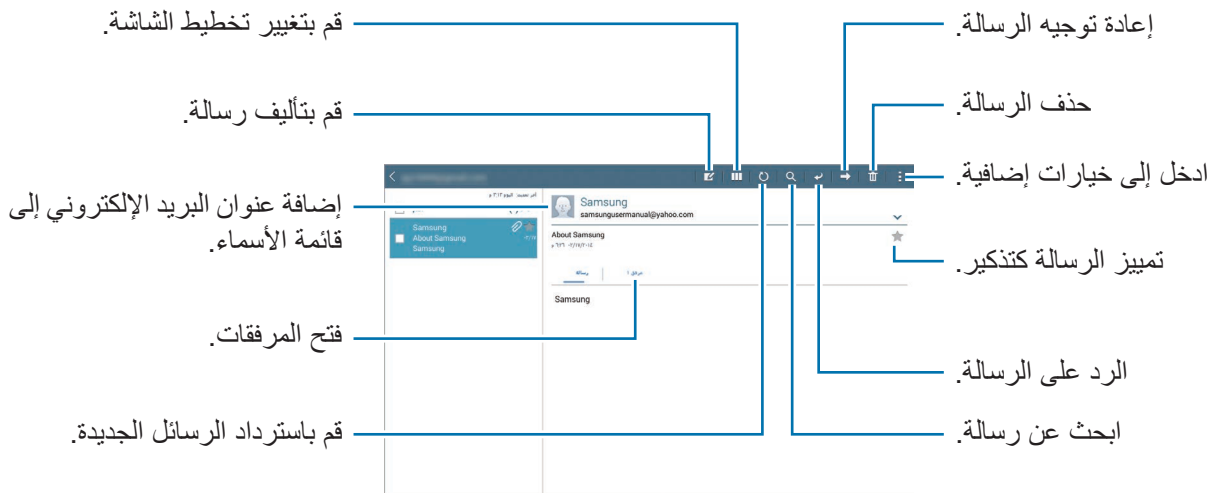 إعادة توجيه الرسالة.
حذف الرسالة.
ادخل إلى خيارات إضافية.
تمييز الرسالة كتذكير.
الرد على الرسالة.
ابحث عن رسالة.
قم بتغيير تخطيط الشاشة.
قم بتأليف رسالة.
إضافة عنوان البريد الإلكتروني إلى
قائمة الأسماء.
فتح المرفقات.
قم باسترداد الرسائل الجديدة.
Samsung
About Samsung
Samsung
Samsung
samsungusermanual@yahoo.com
About Samsung
رسالة
مرفق ١
Samsung